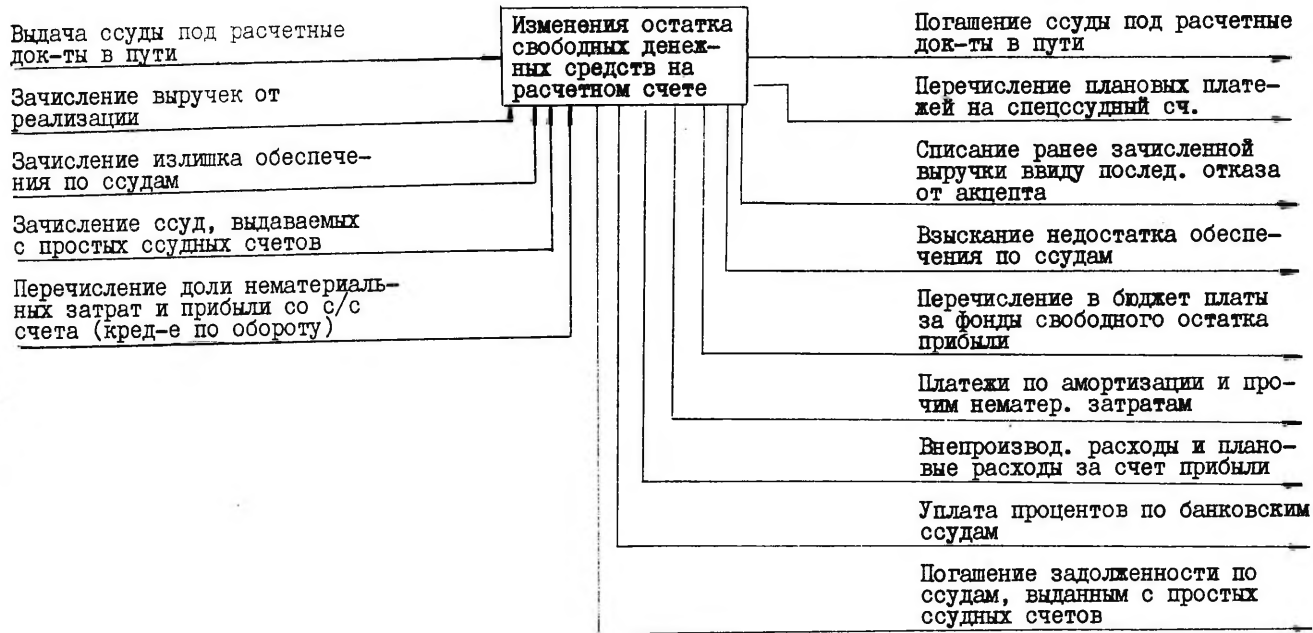 Изменения остатка
свободных денеж-
ных средств на
расчетном счете
Выдача ссуды под расчетные
док-ты в пути
Зачисление выручек от
реализации
Зачисление излишка обеспече-
ния по ссудам
Зачисление ссуд, выдаваемых
с простых ссудных счетов
Перечисление доли нематериаль-
ных затрат и прибыли со с/с
счета (кред-е по обороту)
Погашение ссуды под расчетные
док-ты в пути
Перечисление плановых плате-
жей на спецссудный сч.
Списание ранее зачисленной
выручки ввиду послед. отказа
от акцепта
Взыскание недостатка обеспе-
чения по ссудам
Перечисление в бюджет платы
за фонды свободного остатка
прибыли
Платежи по амортизации и про-
чим нематер. затратам
Внепроизвод. расходы и плано-
вые расходы за счет прибыли
Уплата процентов по банковским
ссудам
Погашение задолженности по
ссудам, выданным с простых
ссудных счетов